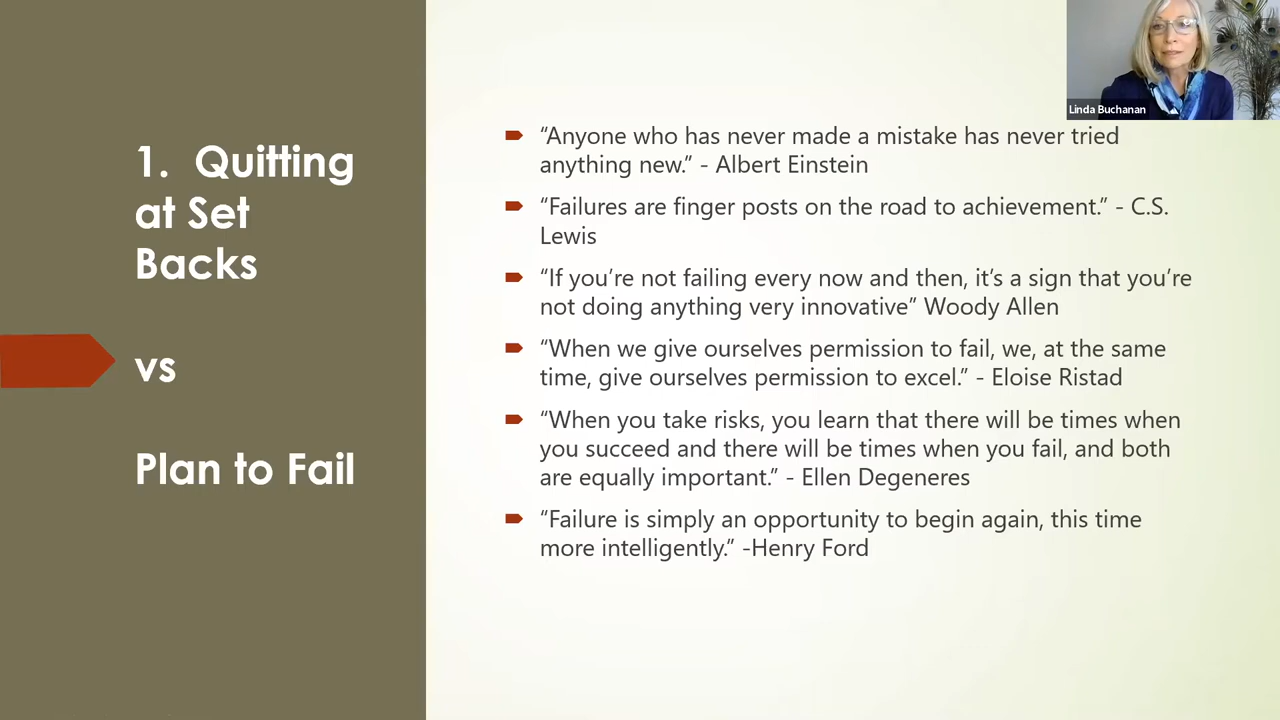 1. Quitting
at Set
Backs
vs
Plan to Fail
“Anyone who has never made a mistake has never tried
anything new.” - Albert Einstein
“Failures are finger posts on the road to achievement.” - C.S.
Lewis
“If you’re not failing every now and then, it’s a sign that you’re
not doing anything very innovative” Woody Allen
“When we give ourselves permission to fail, we, at the same
time, give ourselves permission to excel.” - Eloise Ristad
“When you take risks, you learn that there will be times when
you succeed and there will be times when you fail, and both
are equally important.” - Ellen Degeneres
“Failure is simply an opportunity to begin again, this time
more intelligently.” -Henry Ford
Linda Buchanan